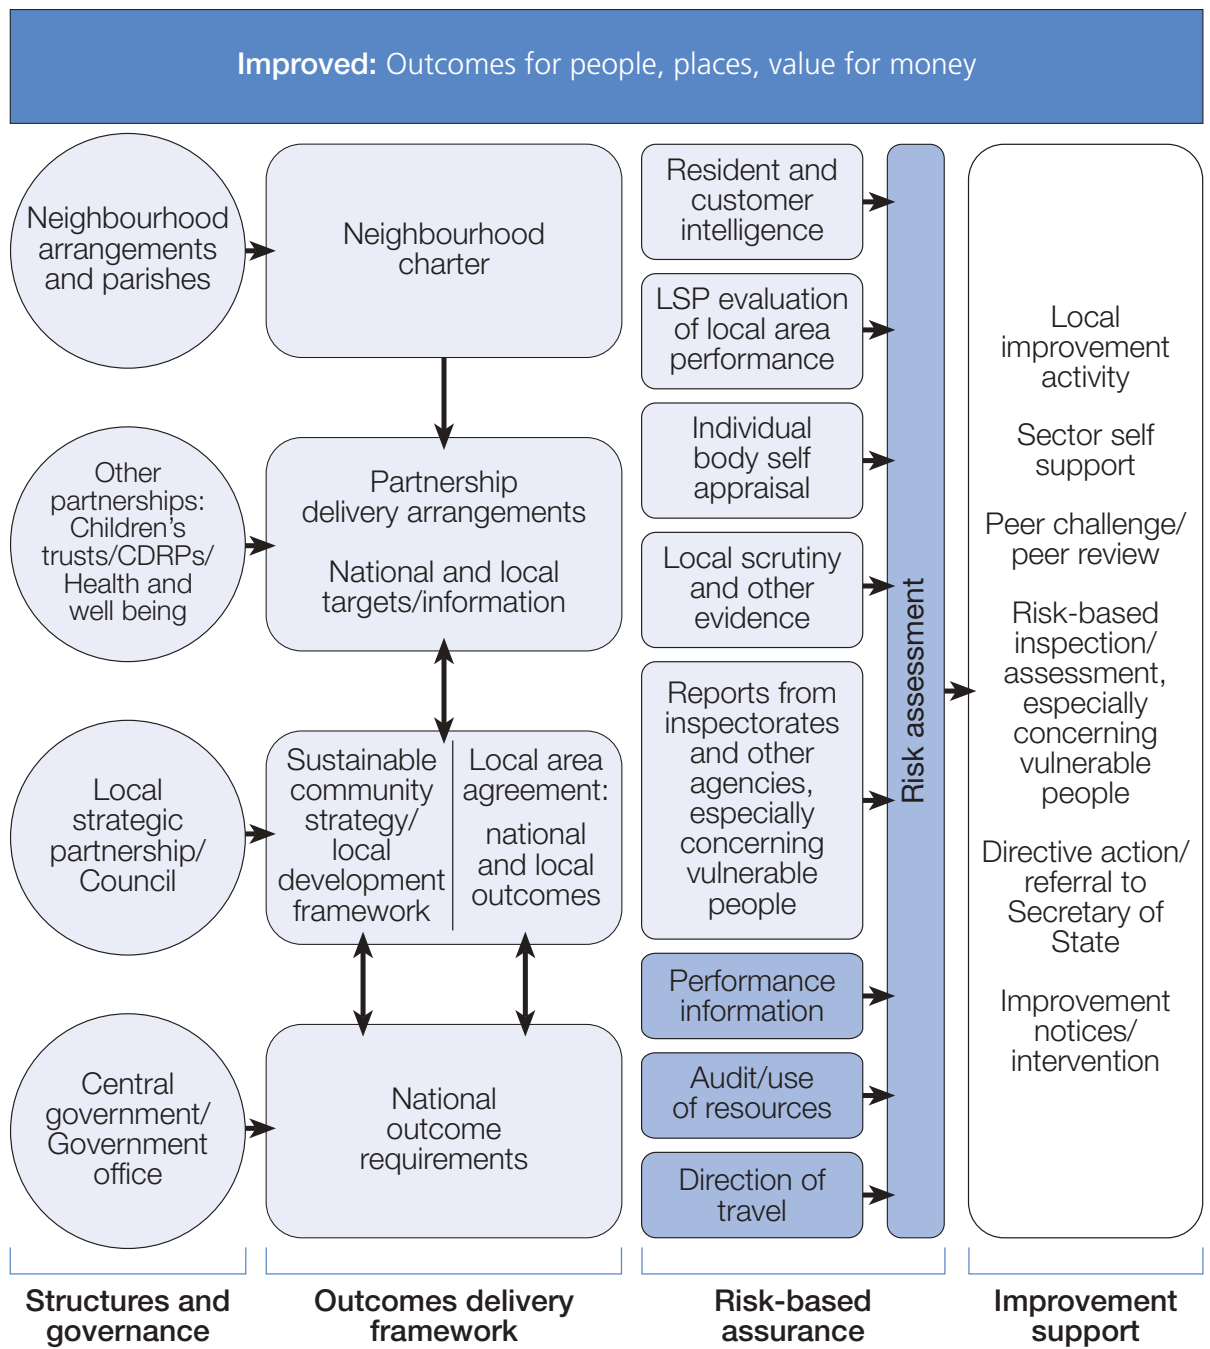 Improved: Outcomes for people, places, value for money
Neighbourhood
arrangements
and parishes
Other
partnerships:
Children’s
trusts/CDRPs/
Health and
well being
Local
strategic
partnership/
Council
Central
government/
Government
office
Structures and
governance
Neighbourhood
charter
Partnership
delivery arrangements
National and local
targets/information
Sustainable
community
strategy/
local
development
framework
Local area
agreement:
national
and local
outcomes
National
outcome
requirements
Outcomes delivery
framework
Resident and
customer
intelligence
LSP evaluation
of local area
performance
Individual
body self
appraisal
Local scrutiny
and other
evidence
Reports from
inspectorates
and other
agencies,
especially
concerning
vulnerable
people
Performance
information
Audit/use
of resources
Direction of
travel
Risk assessment
Risk-based
assurance
Local
improvement
activity
Sector self
support
Peer challenge/
peer review
Risk-based
inspection/
assessment,
especially
concerning
vulnerable
people
Directive action/
referral to
Secretary of
State
Improvement
notices/
intervention
Improvement
support